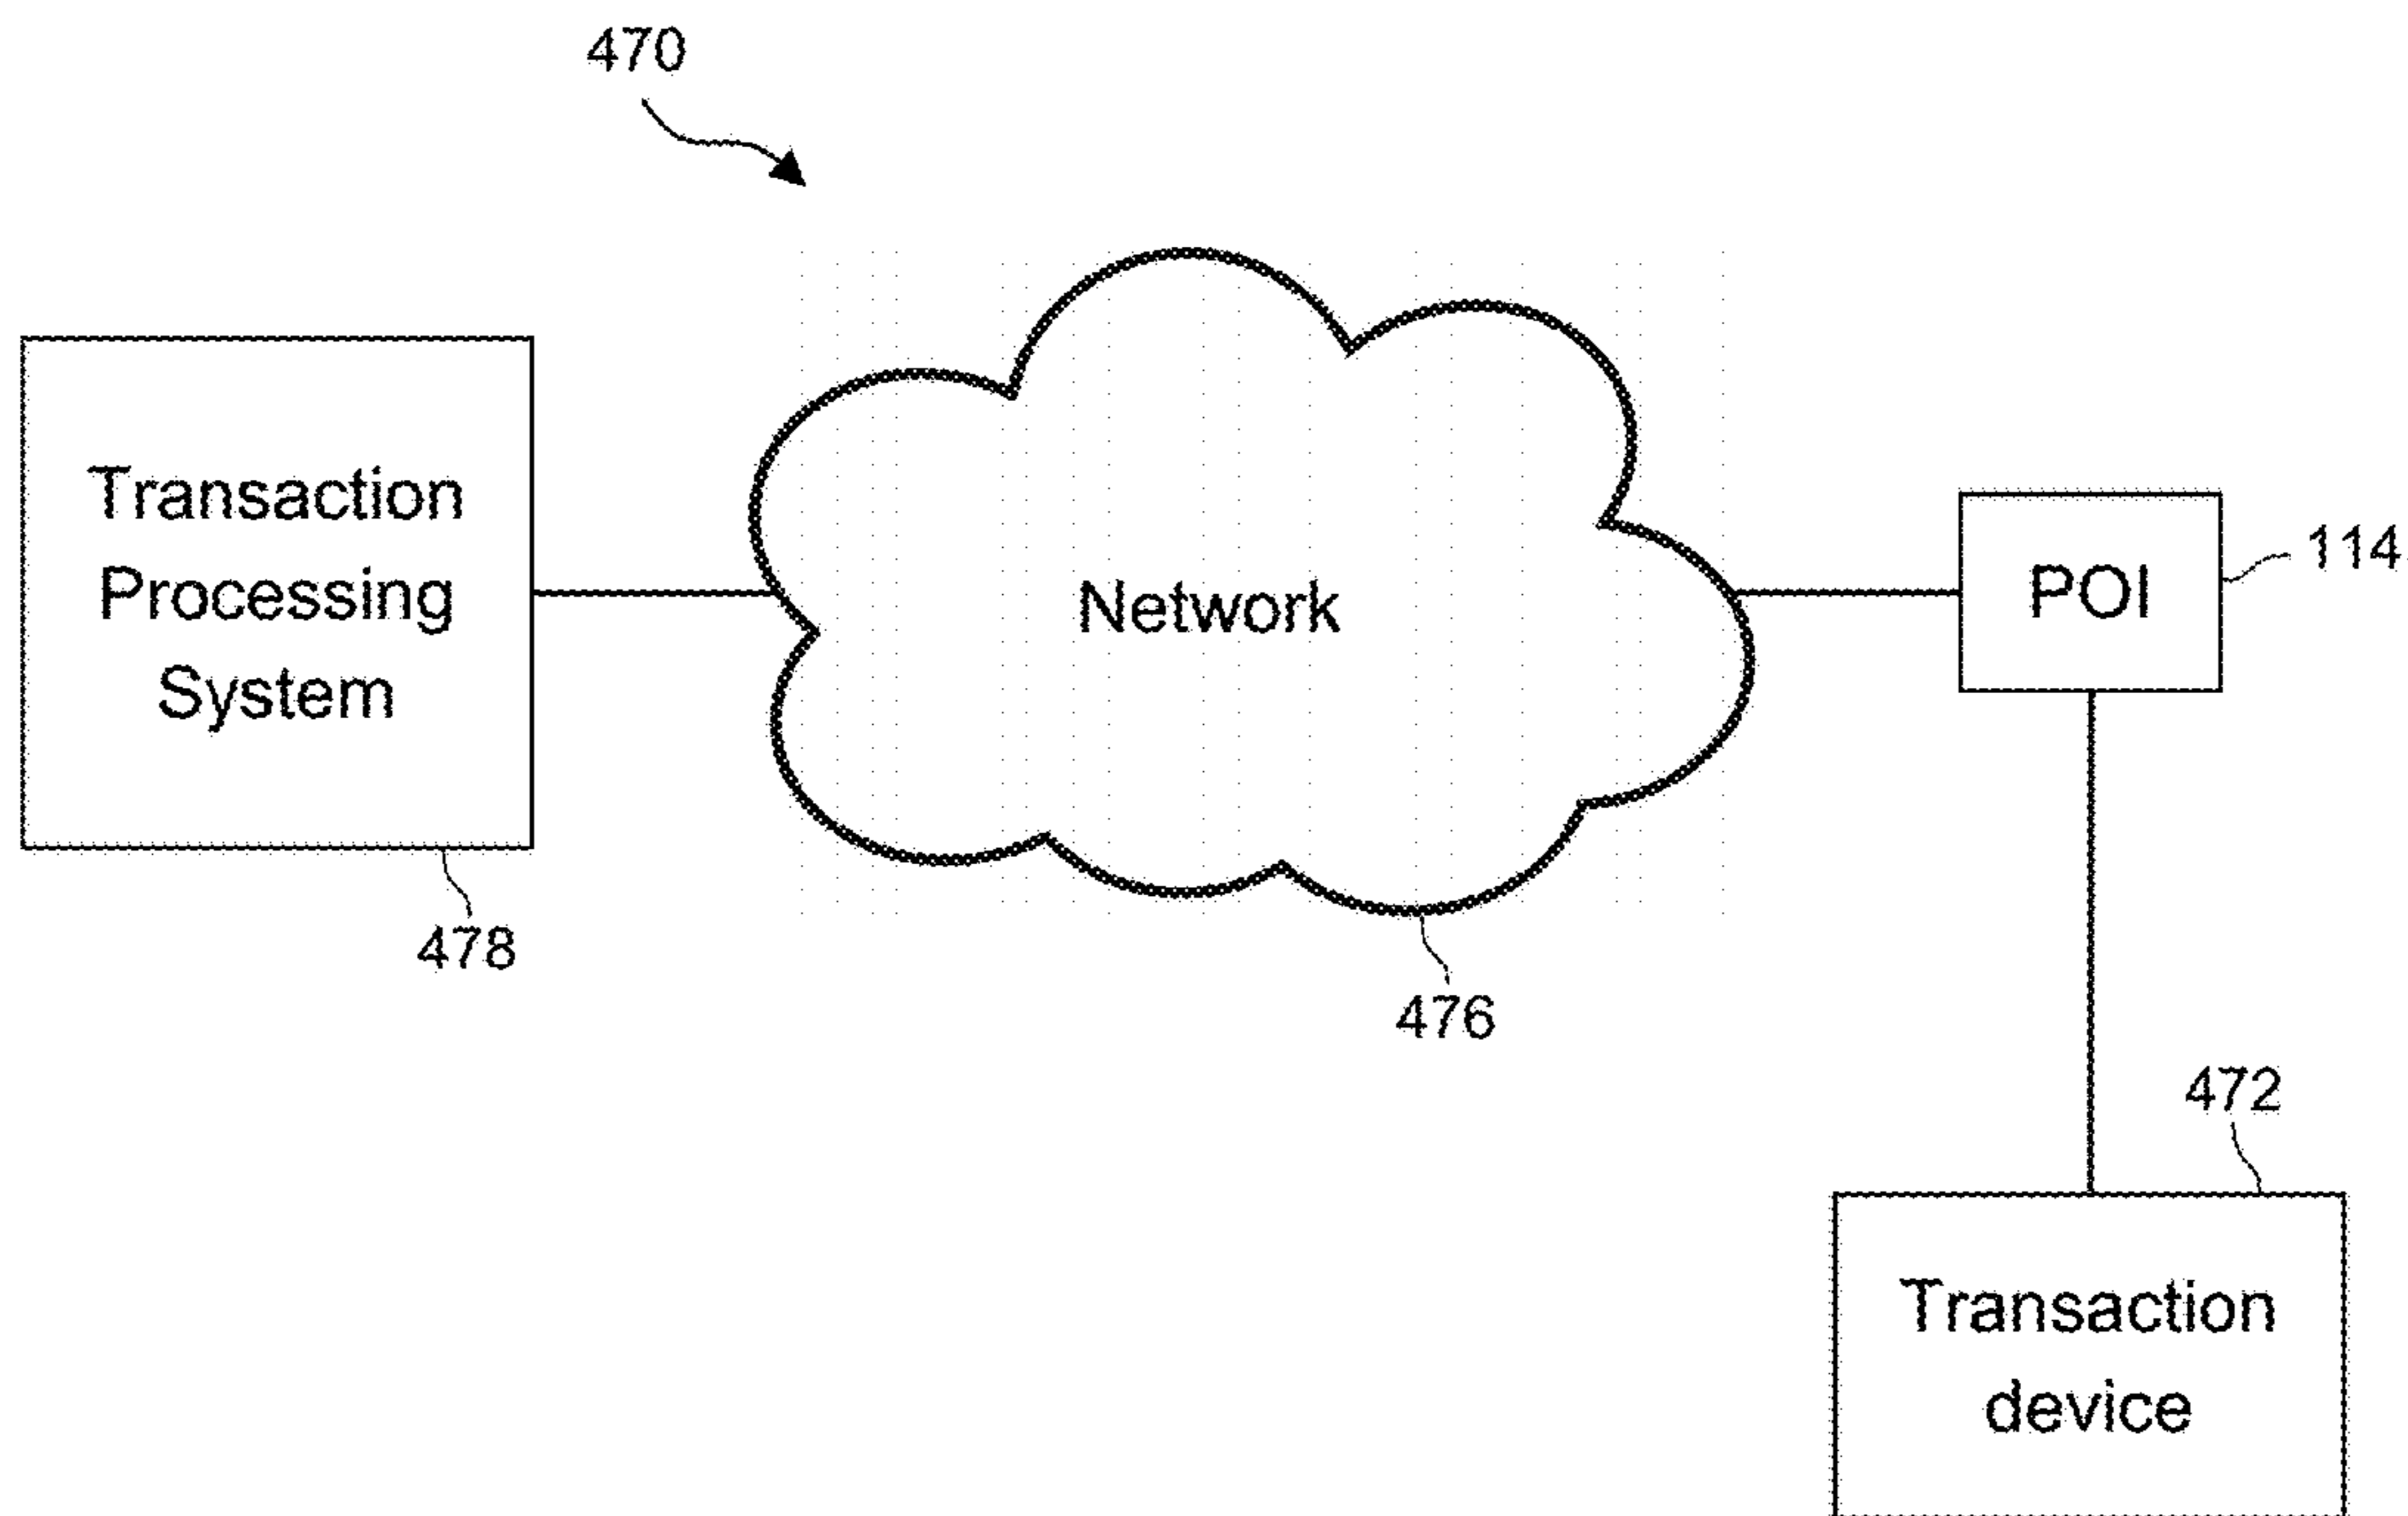 470
Transaction
Processing
System
478
Network
476
POI
114
472
Transaction
device